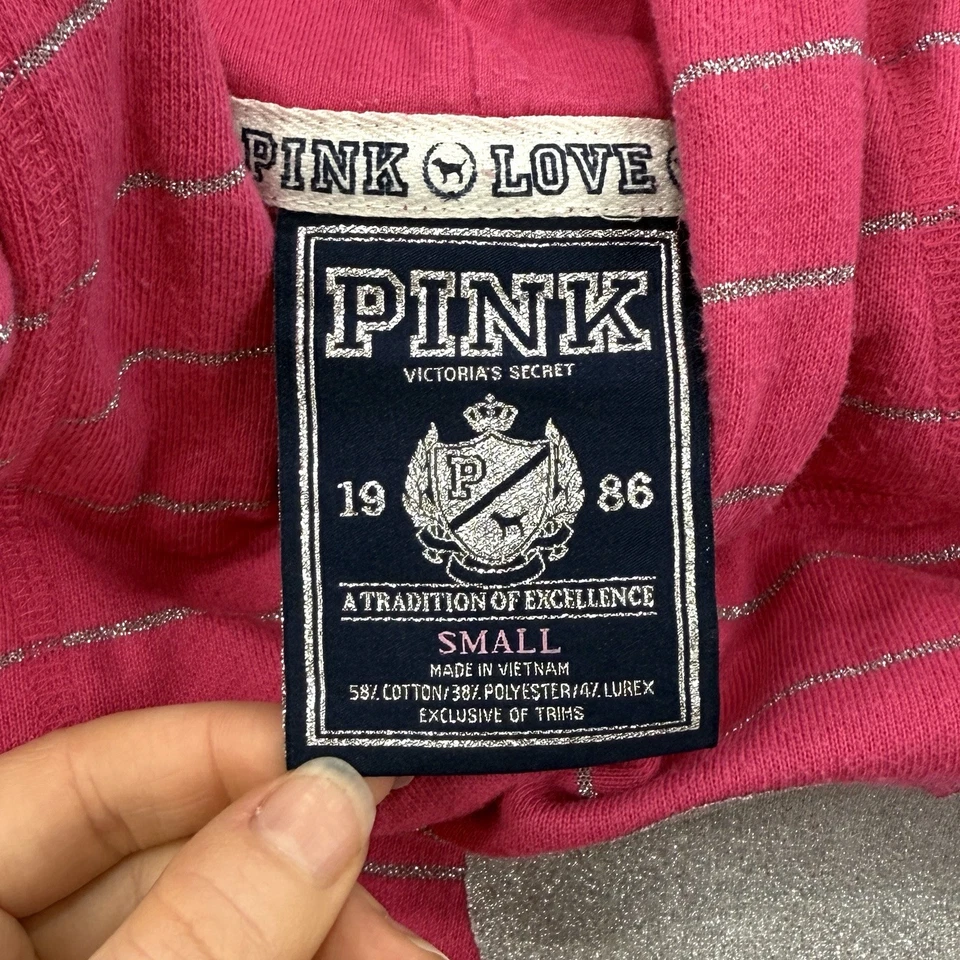 PINK LOVE
PINK
VICTORIA'S SECRET
P
19 86
A TRADITION OF EXCELLENCE
SMALL
MADE IN VIETNAM
58% COTTON/38% POLYESTER/4% LUREX
EXCLUSIVE OF TRIMS